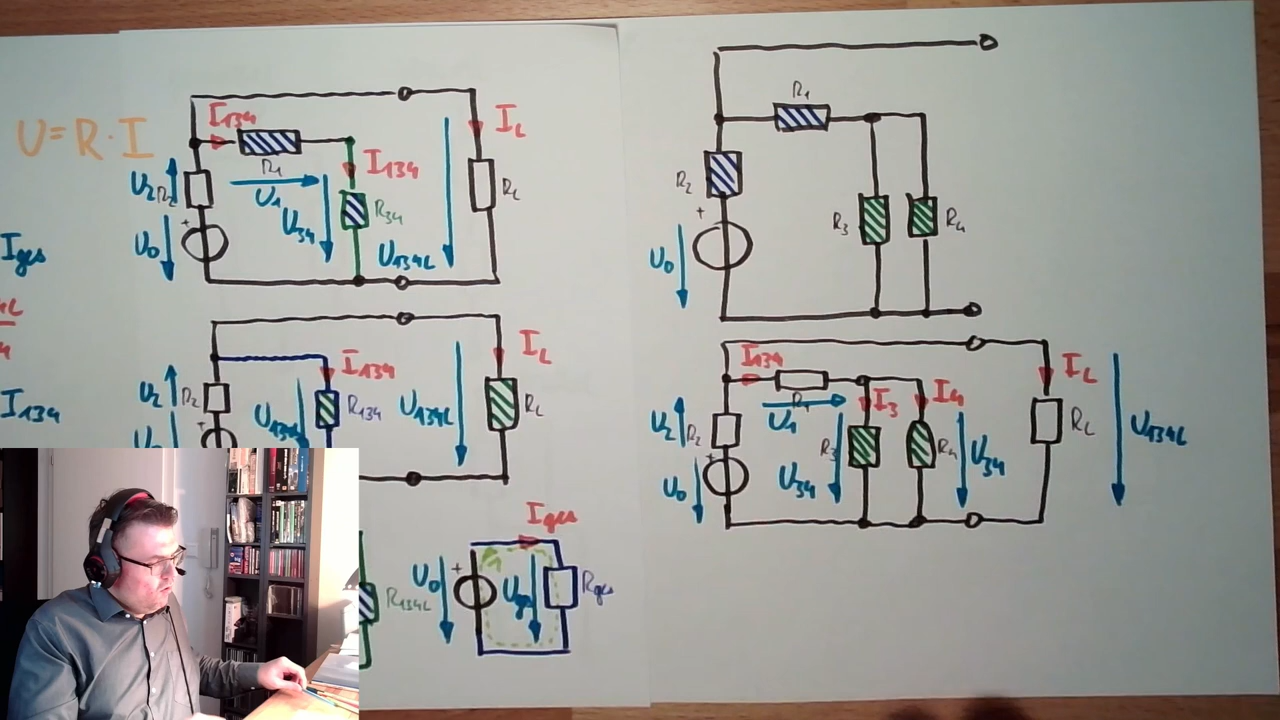 U=R·I
Iges
I134
I134
R1
U1
U2
R2
+
U0
I134
U34
R34
U134L
IL
RL
U2
R2
+
I134
U134L
R134
U134L
IL
RL
R134L
U0
+
Iges
Rges
R1
R2
+
U0
R3
R4
I134
R1
U1
I3
I4
U2
R2
U0
U34
R3
R4
U34
IL
RL
U134L